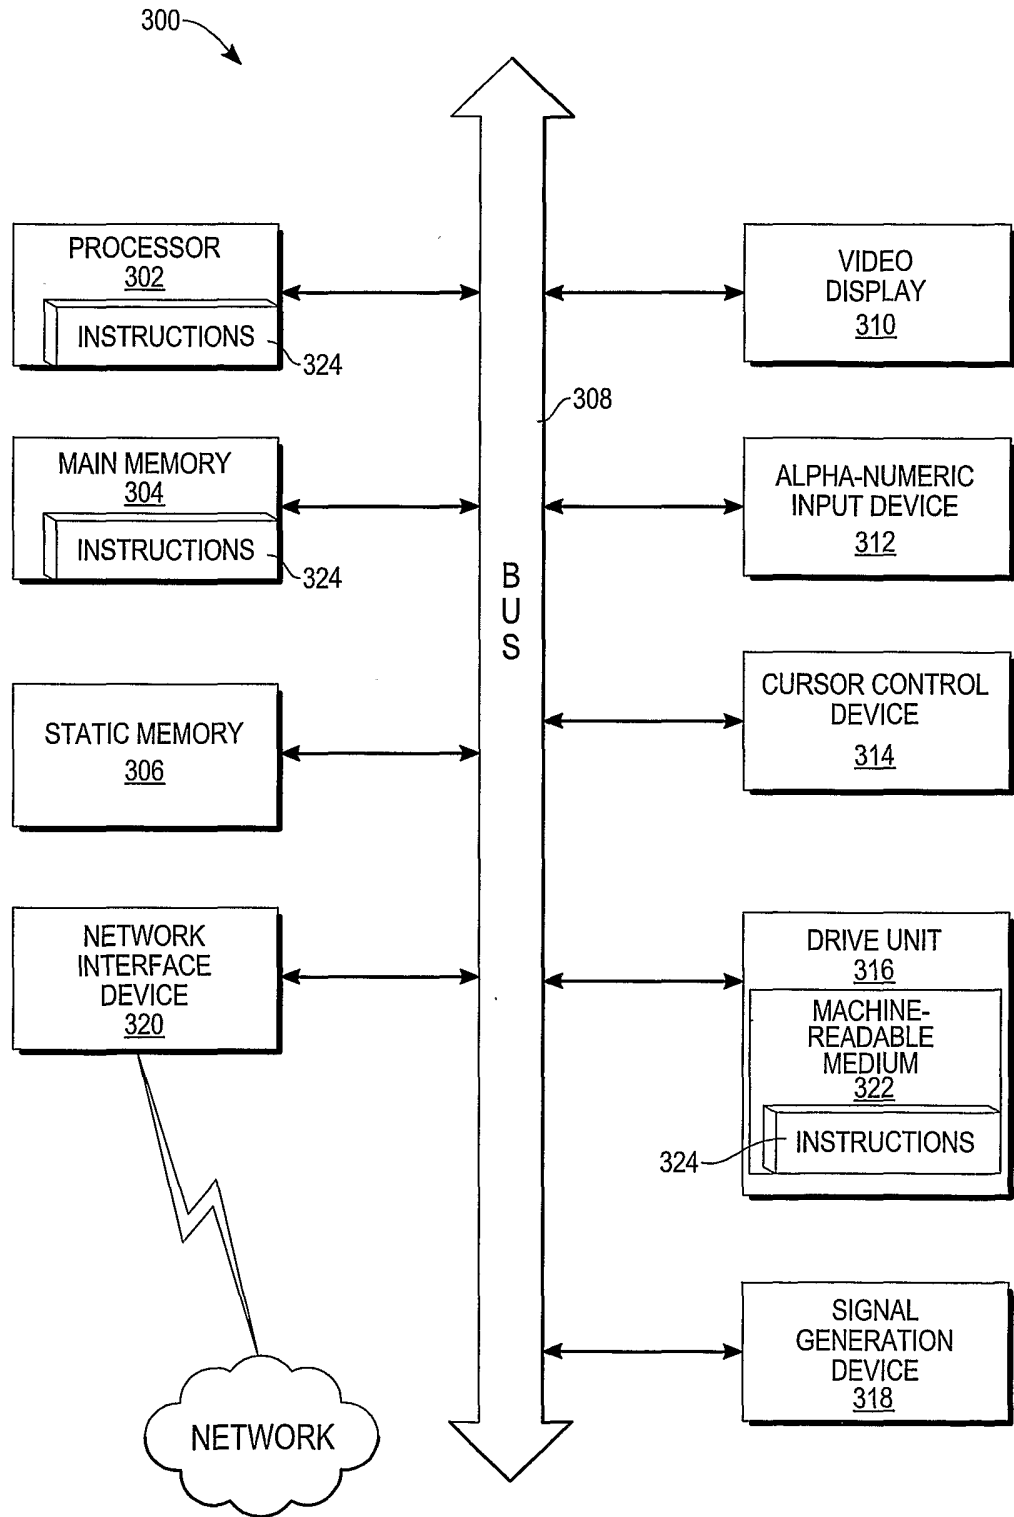 300
PROCESSOR
302
INSTRUCTIONS
324
MAIN MEMORY
304
INSTRUCTIONS
324
STATIC MEMORY
306
NETWORK
INTERFACE
DEVICE
320
NETWORK
308
BUS
VIDEO
DISPLAY
310
ALPHA-NUMERIC
INPUT DEVICE
312
CURSOR CONTROL
DEVICE
314
DRIVE UNIT
316
MACHINE-
READABLE
MEDIUM
322
INSTRUCTIONS
324
SIGNAL
GENERATION
DEVICE
318